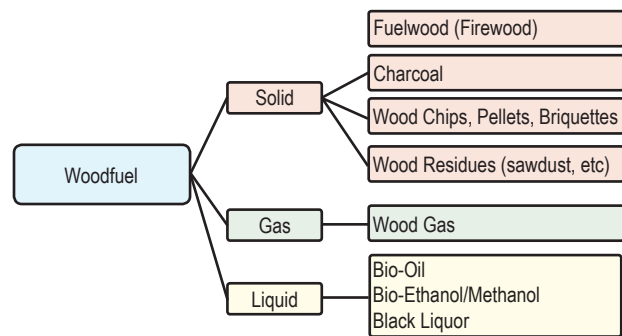 Woodfuel
Solid
Fuelwood (Firewood)
Charcoal
Wood Chips, Pellets, Briquettes
Wood Residues (sawdust, etc)
Gas
Wood Gas
Liquid
Bio-Oil
Bio-Ethanol/Methanol
Black Liquor